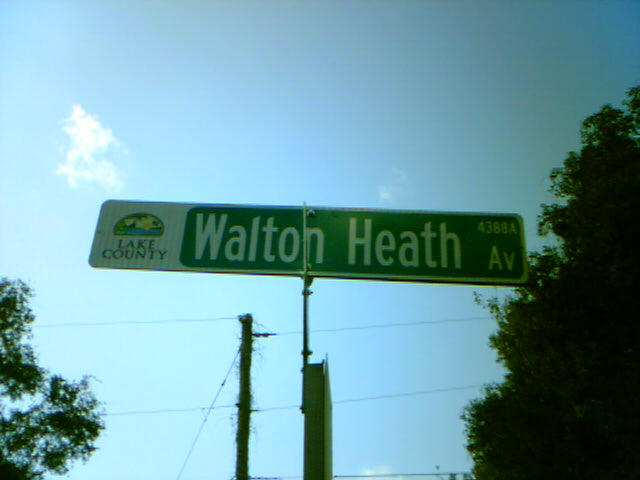 LAKE
COUNTY
Walton Heath
4388A
Av